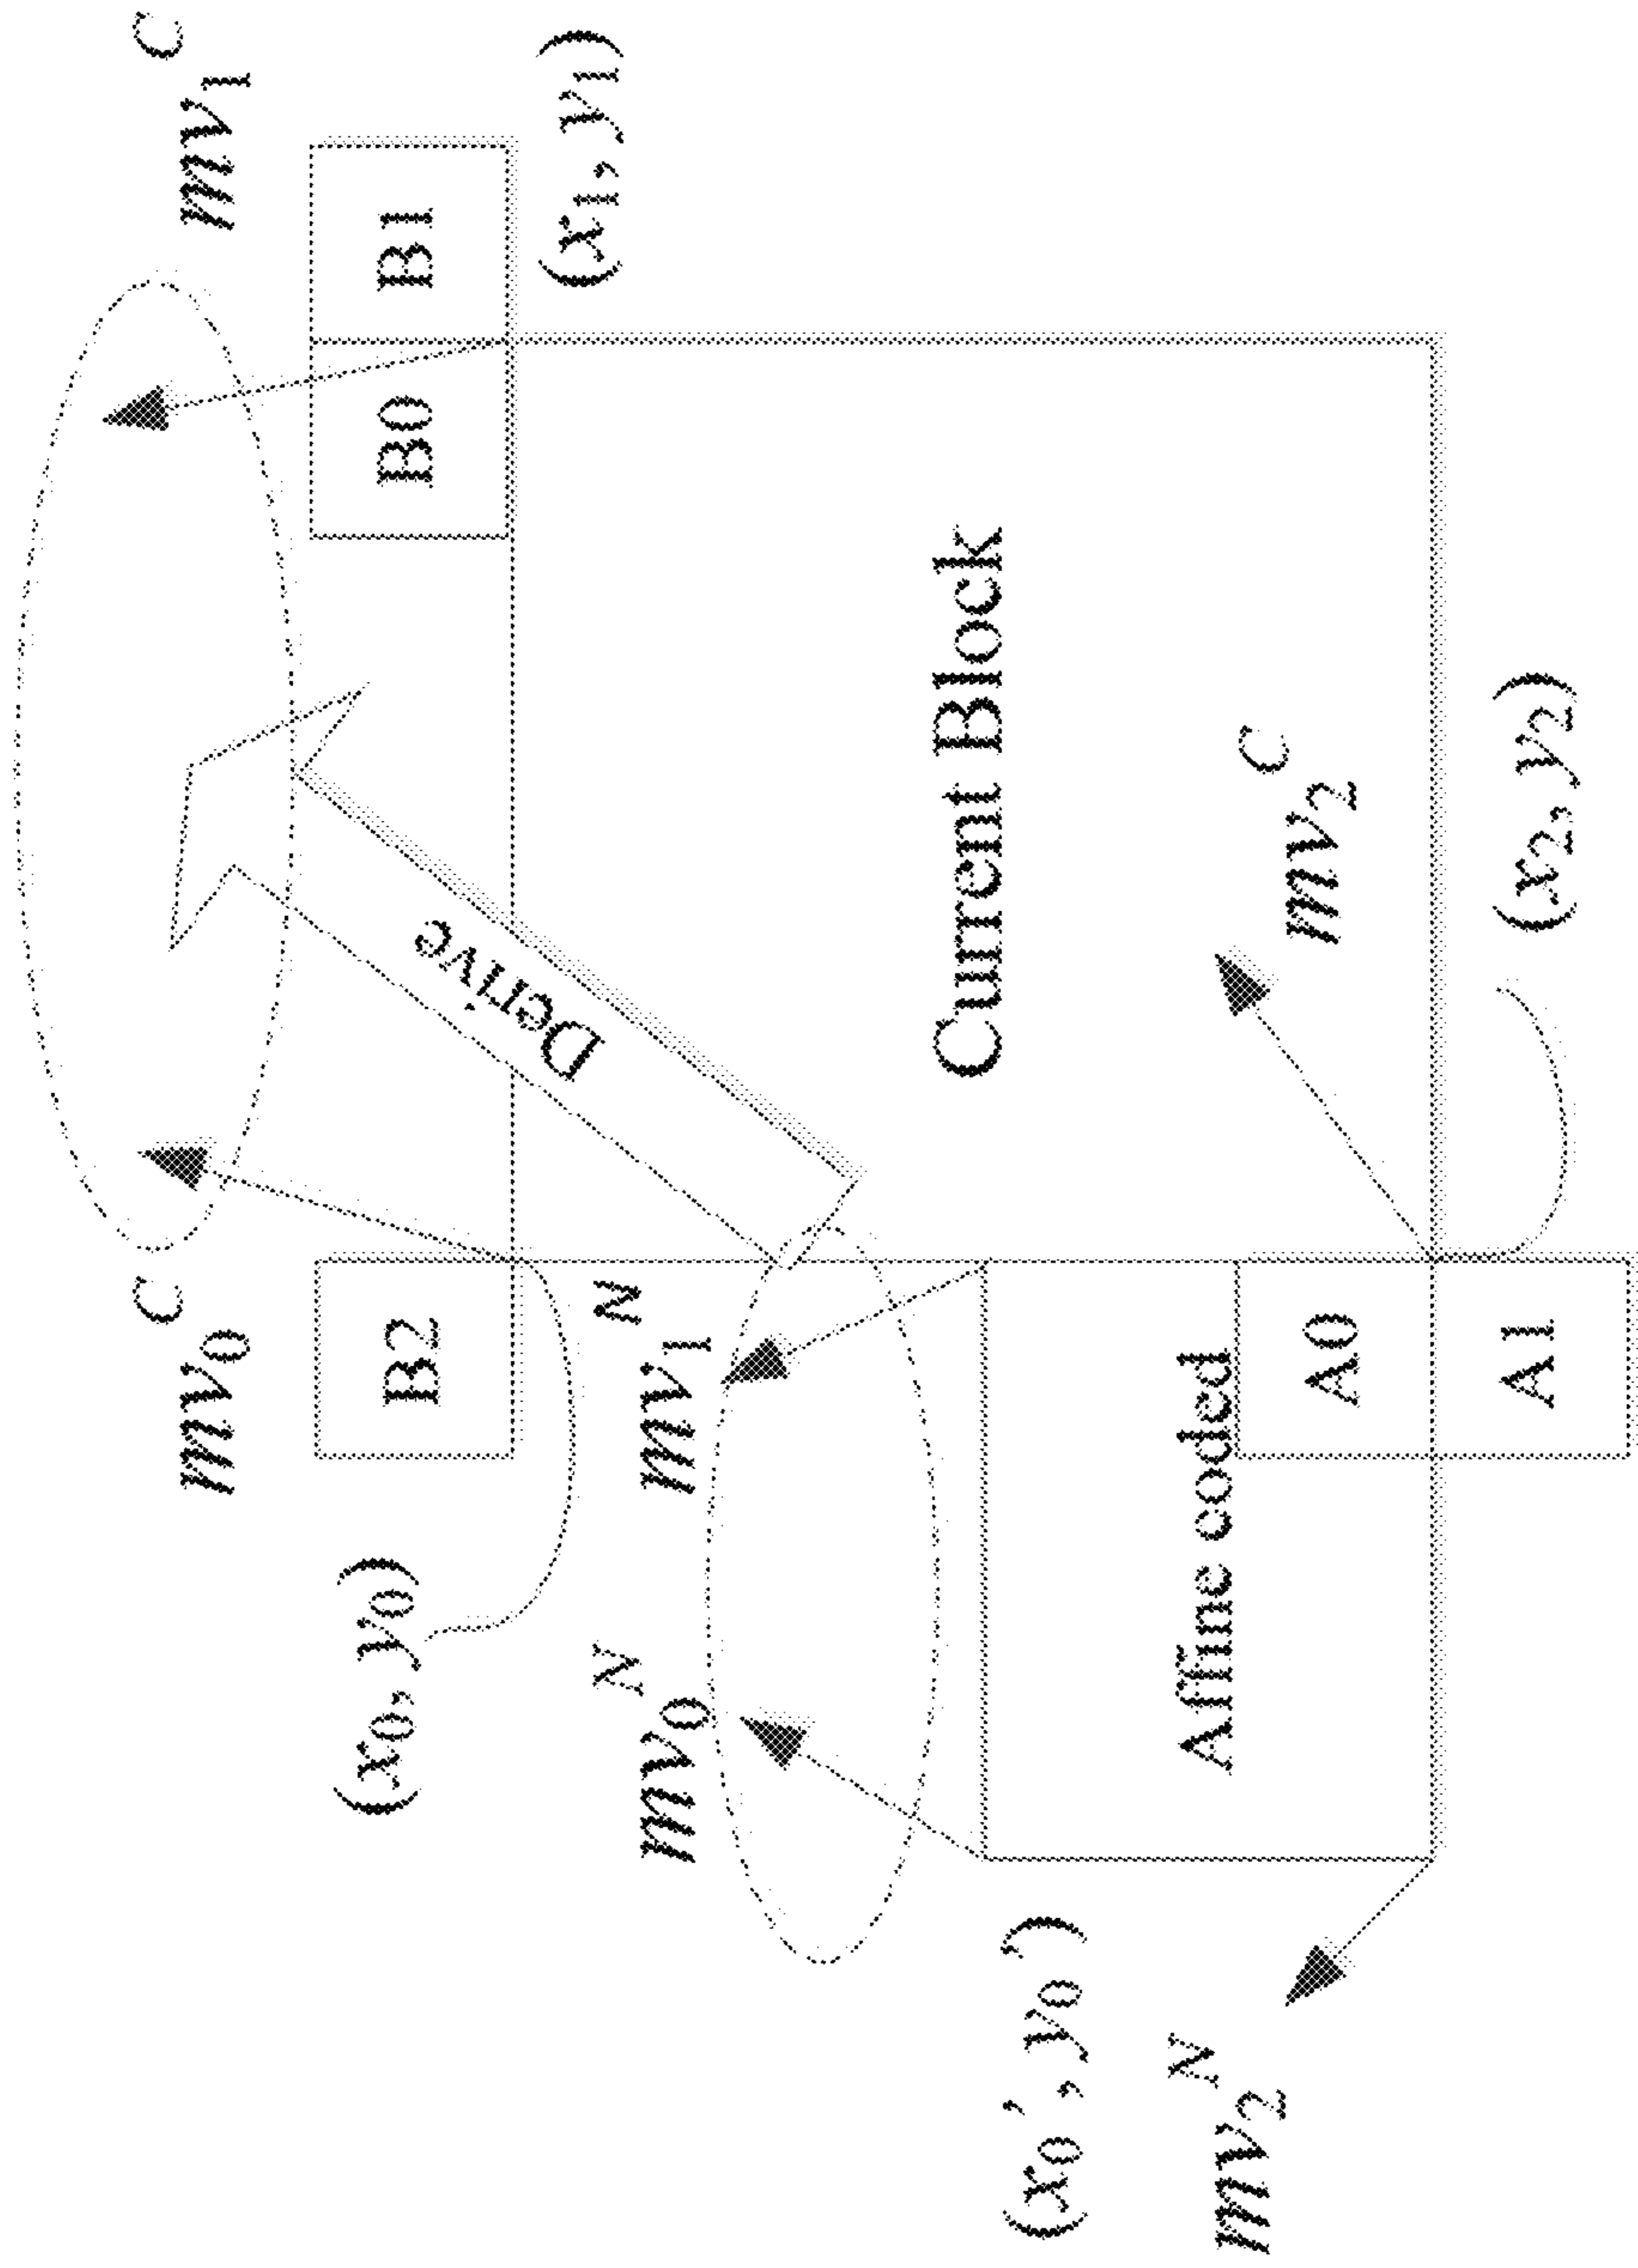 mv₀ᶜ
mv₁ᶜ
(x₀, y₀)
B2
B0
B1
(x₁, y₁)
Derive
mv₀ᴺ
mv₁ᴺ
Current Block
(x₀', y₀')
mv₂ᴺ
Affine coded
A0
mv₂ᶜ
A1
(x₂, y₂)